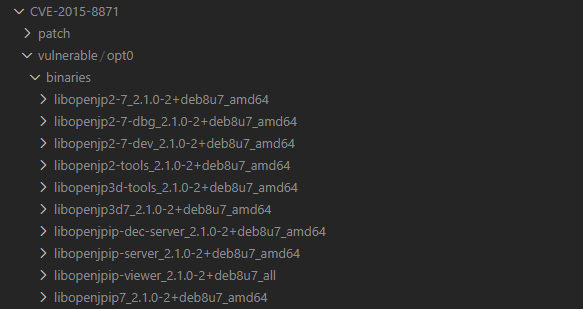 CVE-2015-8871
patch
vulnerable/opt0
binaries
libopenjp2-7_2.1.0-2+deb8u7_amd64
libopenjp2-7-dbg_2.1.0-2+deb8u7_amd64
libopenjp2-7-dev_2.1.0-2+deb8u7_amd64
libopenjp2-tools_2.1.0-2+deb8u7_amd64
libopenjp3d-tools_2.1.0-2+deb8u7_amd64
libopenjp3d7_2.1.0-2+deb8u7_amd64
libopenjpip-dec-server_2.1.0-2+deb8u7_amd64
libopenjpip-server_2.1.0-2+deb8u7_amd64
libopenjpip-viewer_2.1.0-2+deb8u7_all
libopenjpip7_2.1.0-2+deb8u7_amd64